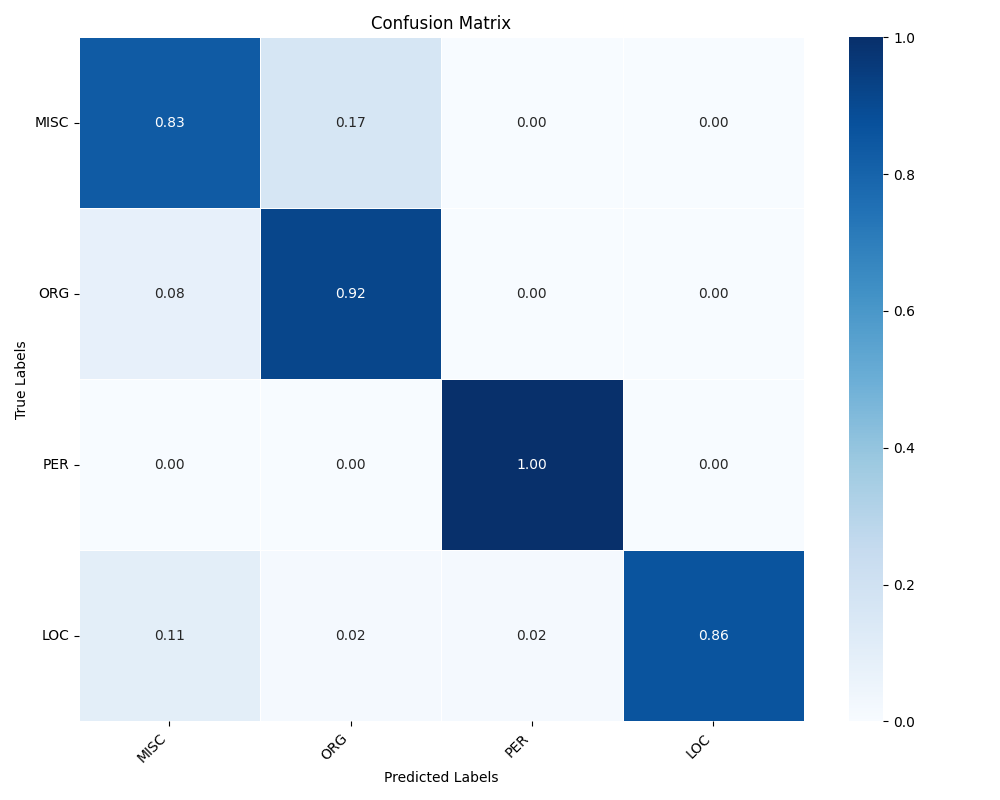 Confusion Matrix
MISC 0.83 0.17 0.00 0.00
ORG 0.08 0.92 0.00 0.00
PER 0.00 0.00 1.00 0.00
LOC 0.11 0.02 0.02 0.86
MISC ORG PER LOC
Predicted Labels
True Labels
1.0
0.8
0.6
0.4
0.2
0.0